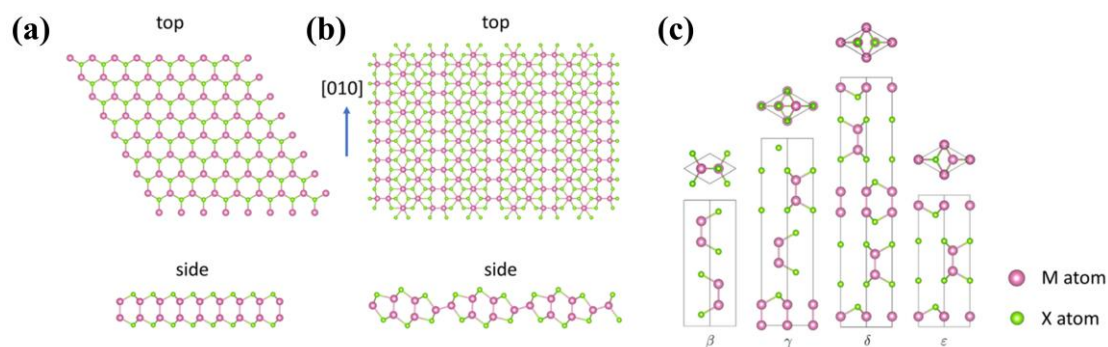 (a)
top
side
(b)
top
[010]
side
(c)
β
γ
δ
ε
M atom
X atom